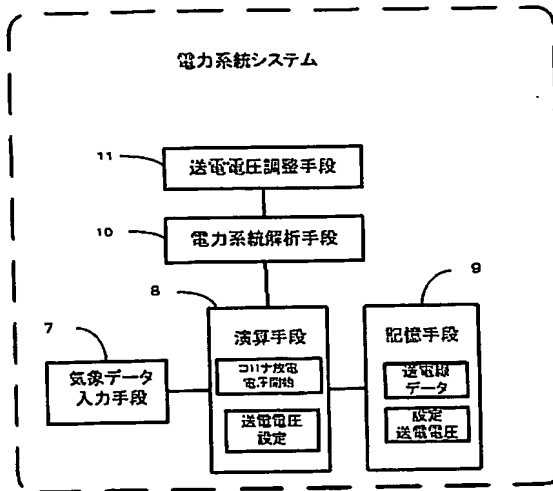 電力系統システム
11
送電電圧調整手段
10
電力系統解析手段
8
9
7
演算手段
記憶手段
コロナ放電
電圧開始
送電線
データ
気象データ
入力手段
送電電圧
設定
設定
送電電圧